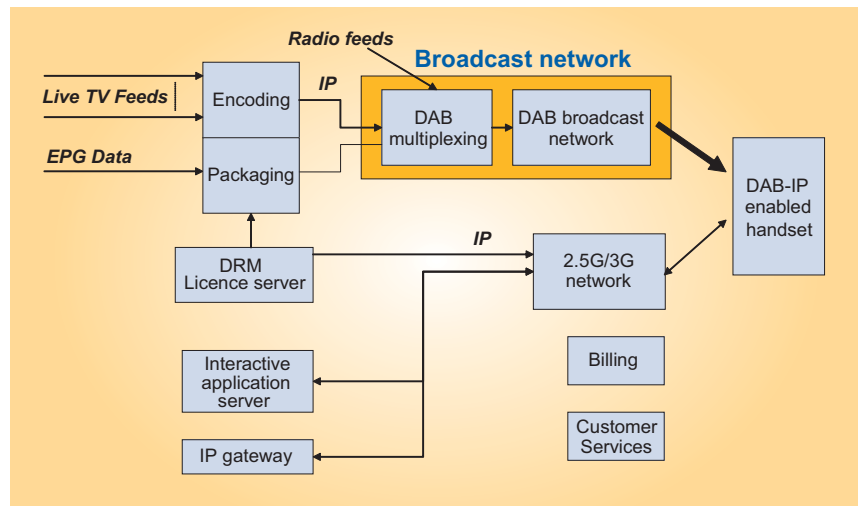 Radio feeds
Broadcast network
Live TV Feeds
Encoding
IP
DAB
multiplexing
DAB broadcast
network
EPG Data
Packaging
DAB-IP
enabled
handset
DRM
Licence server
IP
2.5G/3G
network
Interactive
application
server
Billing
IP gateway
Customer
Services